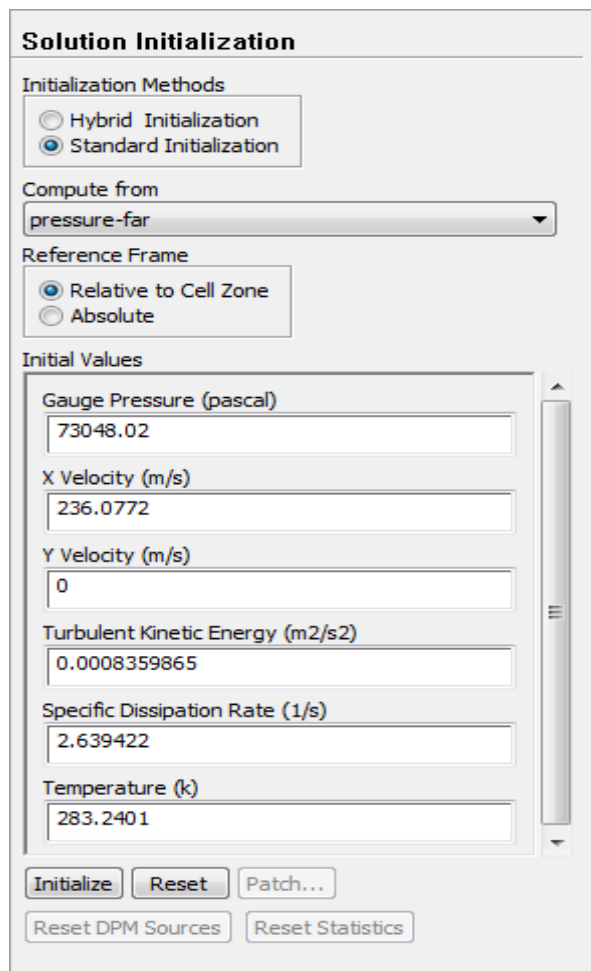 Solution Initialization
Initialization Methods
Hybrid Initialization
Standard Initialization
Compute from
pressure-far
Reference Frame
Relative to Cell Zone
Absolute
Initial Values
Gauge Pressure (pascal)
73048.02
X Velocity (m/s)
236.0772
Y Velocity (m/s)
0
Turbulent Kinetic Energy (m2/s2)
0.0008359865
Specific Dissipation Rate (1/s)
2.639422
Temperature (k)
283.2401
Initialize Reset Patch...
Reset DPM Sources Reset Statistics